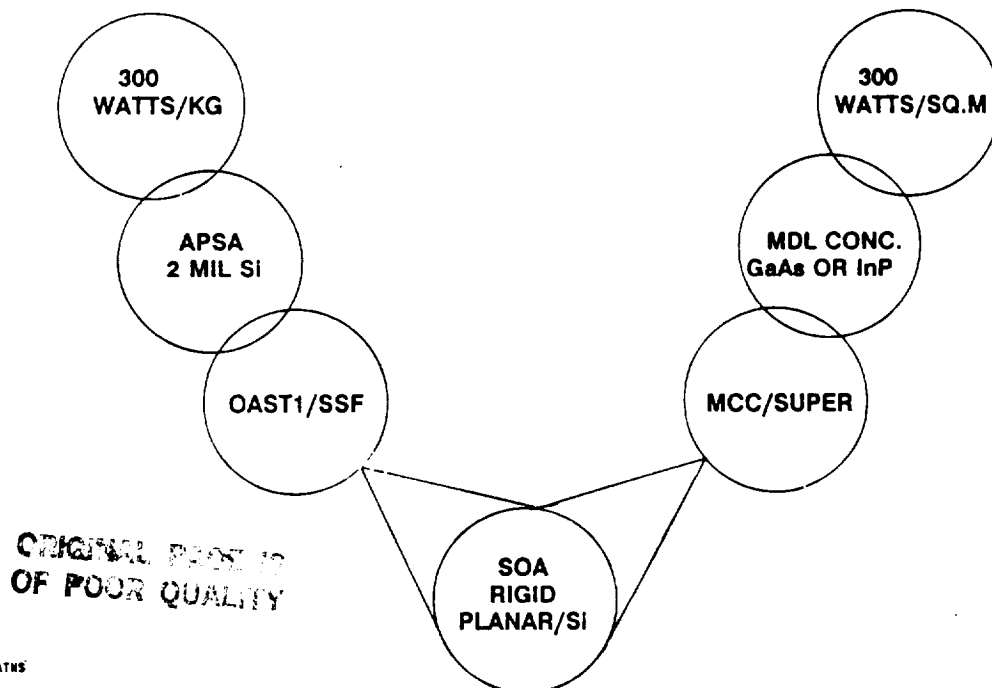 300
WATTS/KG
300
WATTS/SQ.M
APSA
2 MIL Si
MDL CONC.
GaAs OR InP
OAST1/SSF
MCC/SUPER
SOA
RIGID
PLANAR/Si
ORIGINAL PAGE IS
OF POOR QUALITY